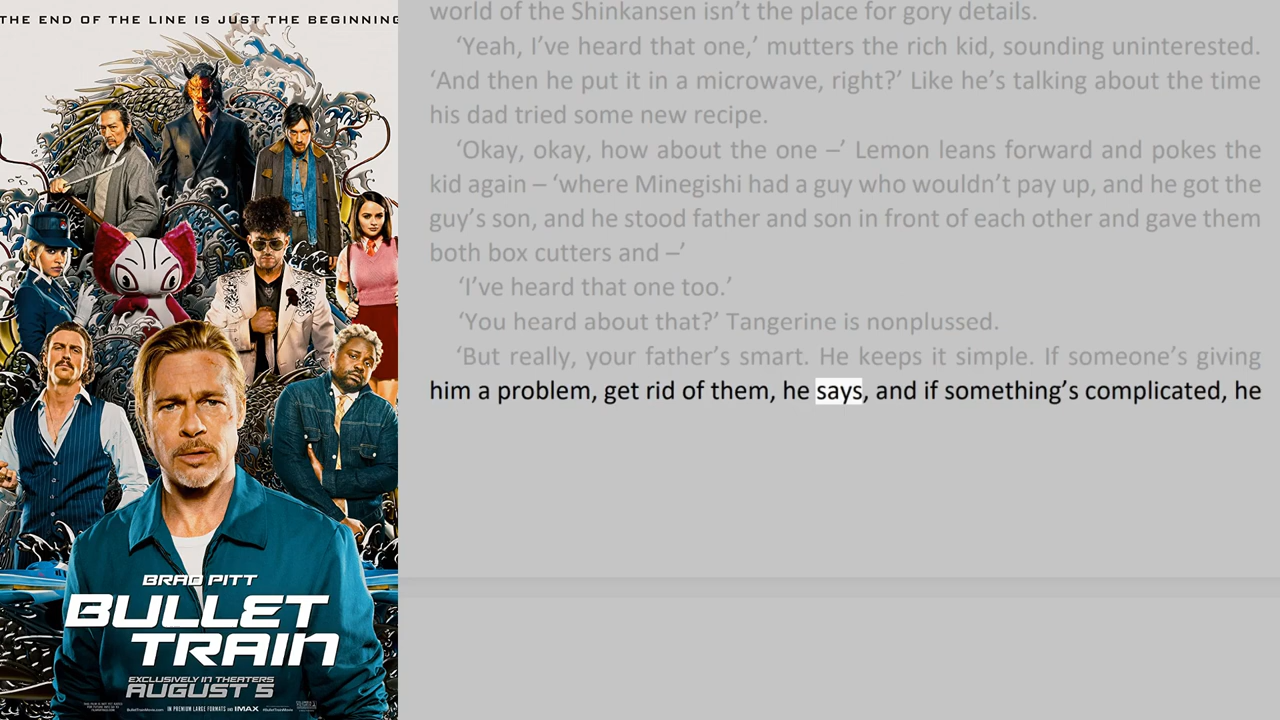 THE END OF THE LINE IS JUST THE BEGINNING
BRAD PITT
BULLET
TRAIN
EXCLUSIVELY IN THEATERS
AUGUST 5
BulletTrainMovie.com
IN PREMIUM LARGE FORMATS AND IMAX
#BulletTrainMovie
world of the Shinkansen isn’t the place for gory details.
‘Yeah, I’ve heard that one,’ mutters the rich kid, sounding uninterested.
‘And then he put it in a microwave, right?’ Like he’s talking about the time
his dad tried some new recipe.
‘Okay, okay, how about the one –’ Lemon leans forward and pokes the
kid again – ‘where Minegishi had a guy who wouldn’t pay up, and he got the
guy’s son, and he stood father and son in front of each other and gave them
both box cutters and –’
‘I’ve heard that one too.’
‘You heard about that?’ Tangerine is nonplussed.
‘But really, your father’s smart. He keeps it simple. If someone’s giving
him a problem, get rid of them, he says, and if something’s complicated, he